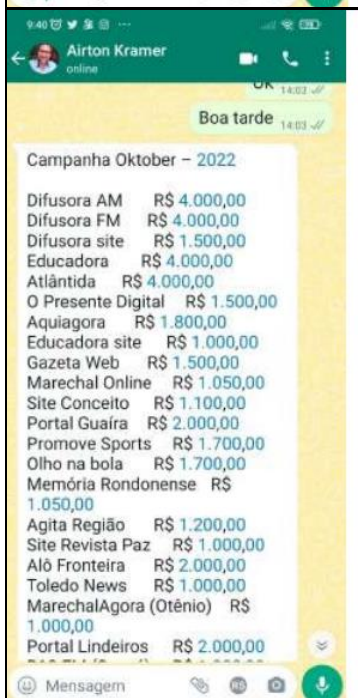 9:40
Airton Kramer
online
OK 14:03
Boa tarde 14:03
Campanha Oktober – 2022
Difusora AM R$ 4.000,00
Difusora FM R$ 4.000,00
Difusora site R$ 1.500,00
Educadora R$ 4.000,00
Atlântida R$ 4.000,00
O Presente Digital R$ 1.500,00
Aquiagora R$ 1.800,00
Educadora site R$ 1.000,00
Gazeta Web R$ 1.500,00
Marechal Online R$ 1.050,00
Site Conceito R$ 1.100,00
Portal Guaíra R$ 2.000,00
Promove Sports R$ 1.700,00
Olho na bola R$ 1.700,00
Memória Rondonense R$
1.050,00
Agita Região R$ 1.200,00
Site Revista Paz R$ 1.000,00
Alô Fronteira R$ 2.000,00
Toledo News R$ 1.000,00
MarechalAgora (Otênio) R$
1.000,00
Portal Lindeiros R$ 2.000,00
Mensagem